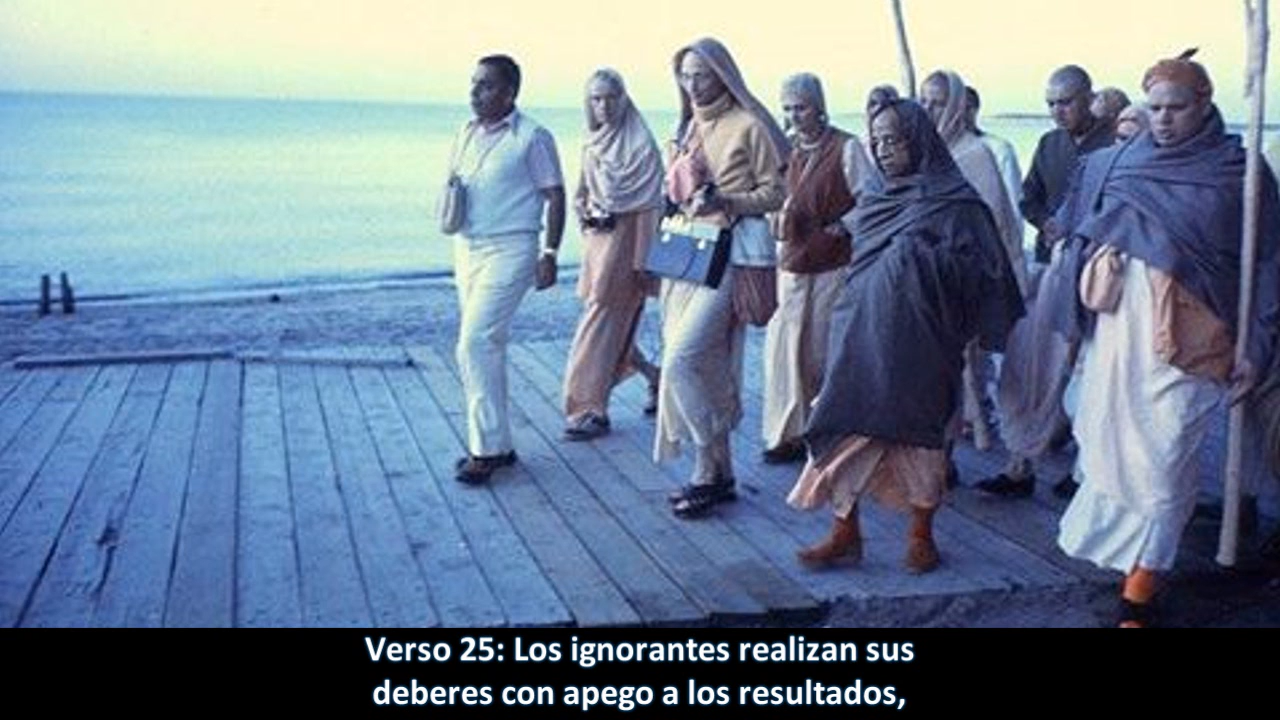 Verso 25: Los ignorantes realizan sus
deberes con apego a los resultados,